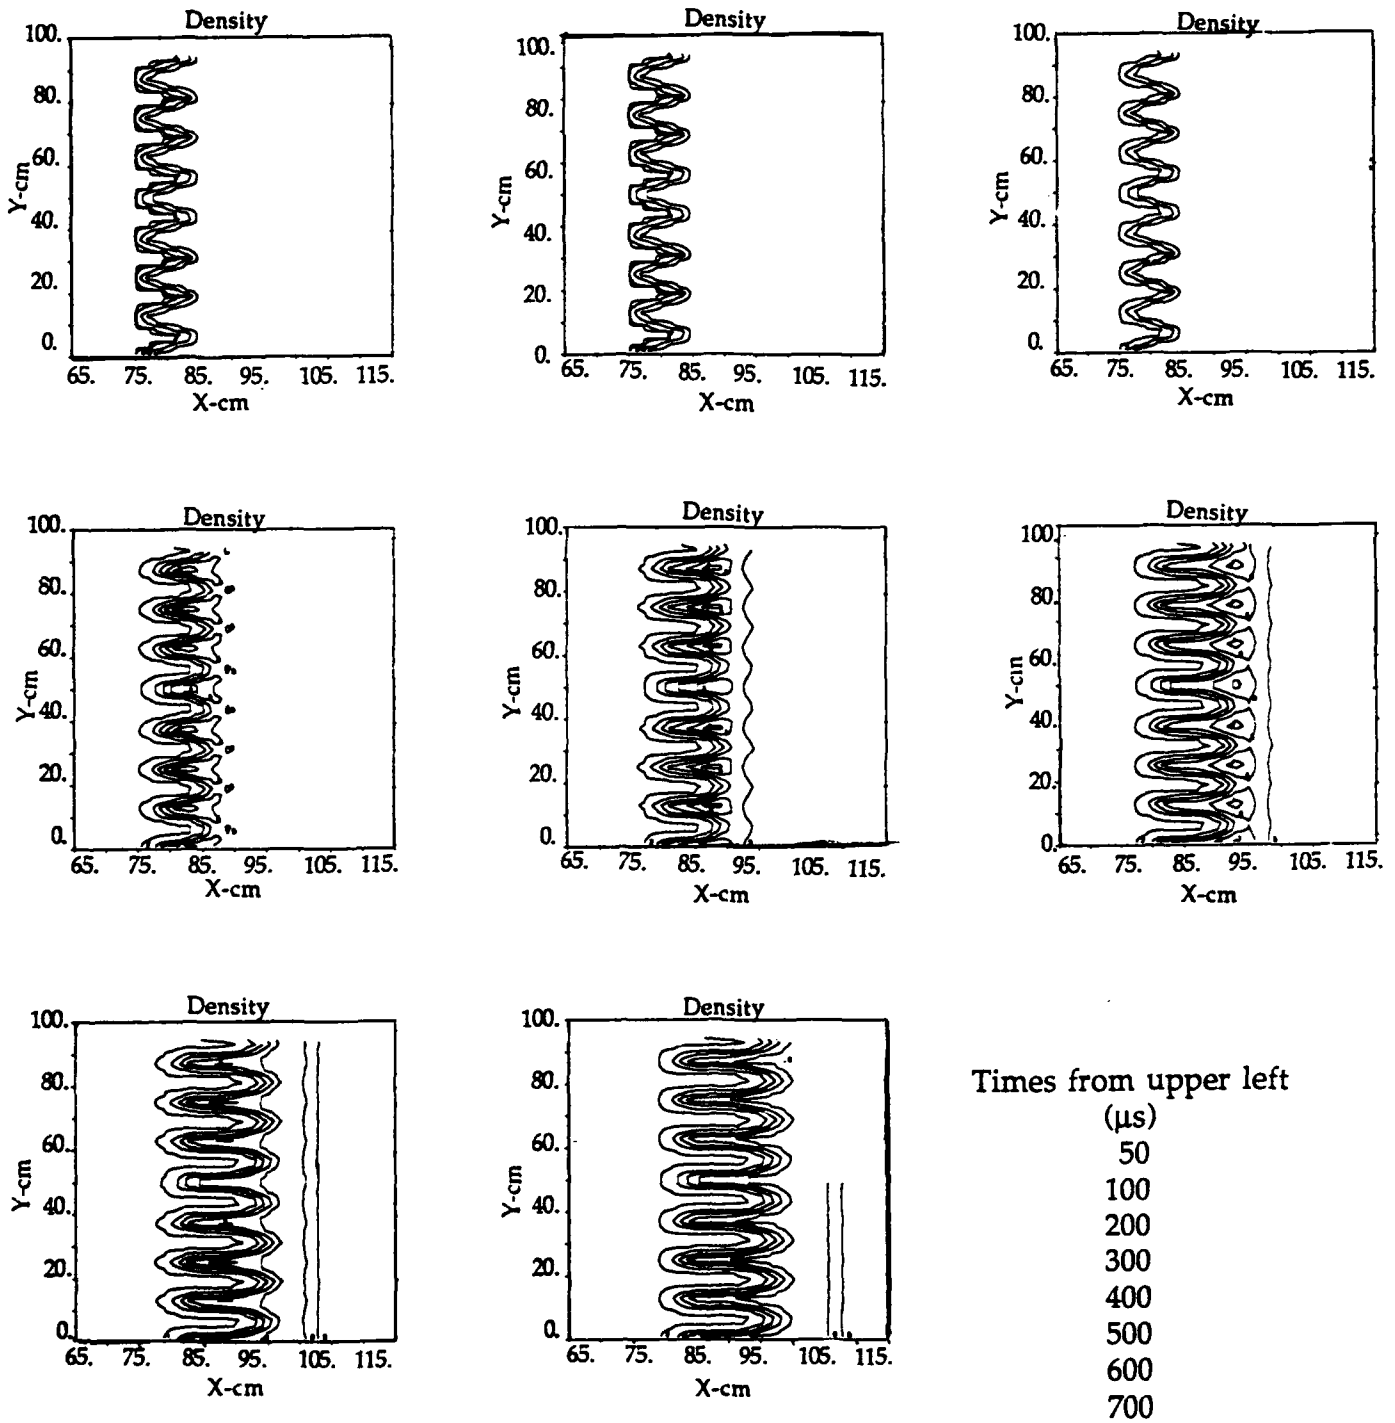 Density
100.
80.
60.
40.
20.
0.
Y-cm
65. 75. 85. 95. 105. 115.
X-cm
Density
100.
80.
60.
40.
20.
0.
Y-cm
65. 75. 85. 95. 105. 115.
X-cm
Density
100.
80.
60.
40.
20.
0.
Y-cm
65. 75. 85. 95. 105. 115.
X-cm
Density
100.
80.
60.
40.
20.
0.
Y-cm
65. 75. 85. 95. 105. 115.
X-cm
Density
100.
80.
60.
40.
20.
0.
Y-cm
65. 75. 85. 95. 105. 115.
X-cm
Density
100.
80.
60.
40.
20.
0.
Y-cm
65. 75. 85. 95. 105. 115.
X-cm
Density
100.
80.
60.
40.
20.
0.
Y-cm
65. 75. 85. 95. 105. 115.
X-cm
Density
100.
80.
60.
40.
20.
0.
Y-cm
65. 75. 85. 95. 105. 115.
X-cm
Times from upper left
(μs)
50
100
200
300
400
500
600
700